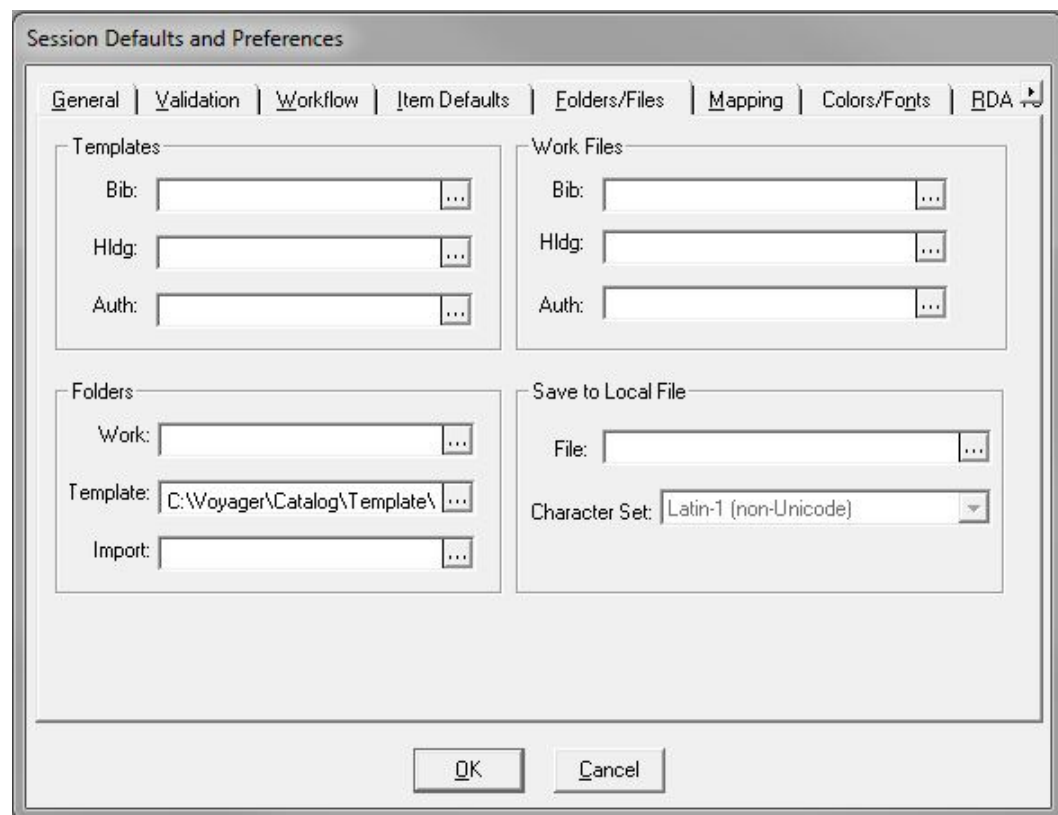 Session Defaults and Preferences
General Validation Workflow Item Defaults Folders/Files Mapping Colors/Fonts RDA
Templates
Bib: ...
Hldg: ...
Auth: ...
Work Files
Bib: ...
Hldg: ...
Auth: ...
Folders
Work: ...
Template: C:\Voyager\Catalog\Template\ ...
Import: ...
Save to Local File
File: ...
Character Set: Latin-1 (non-Unicode)
OK Cancel